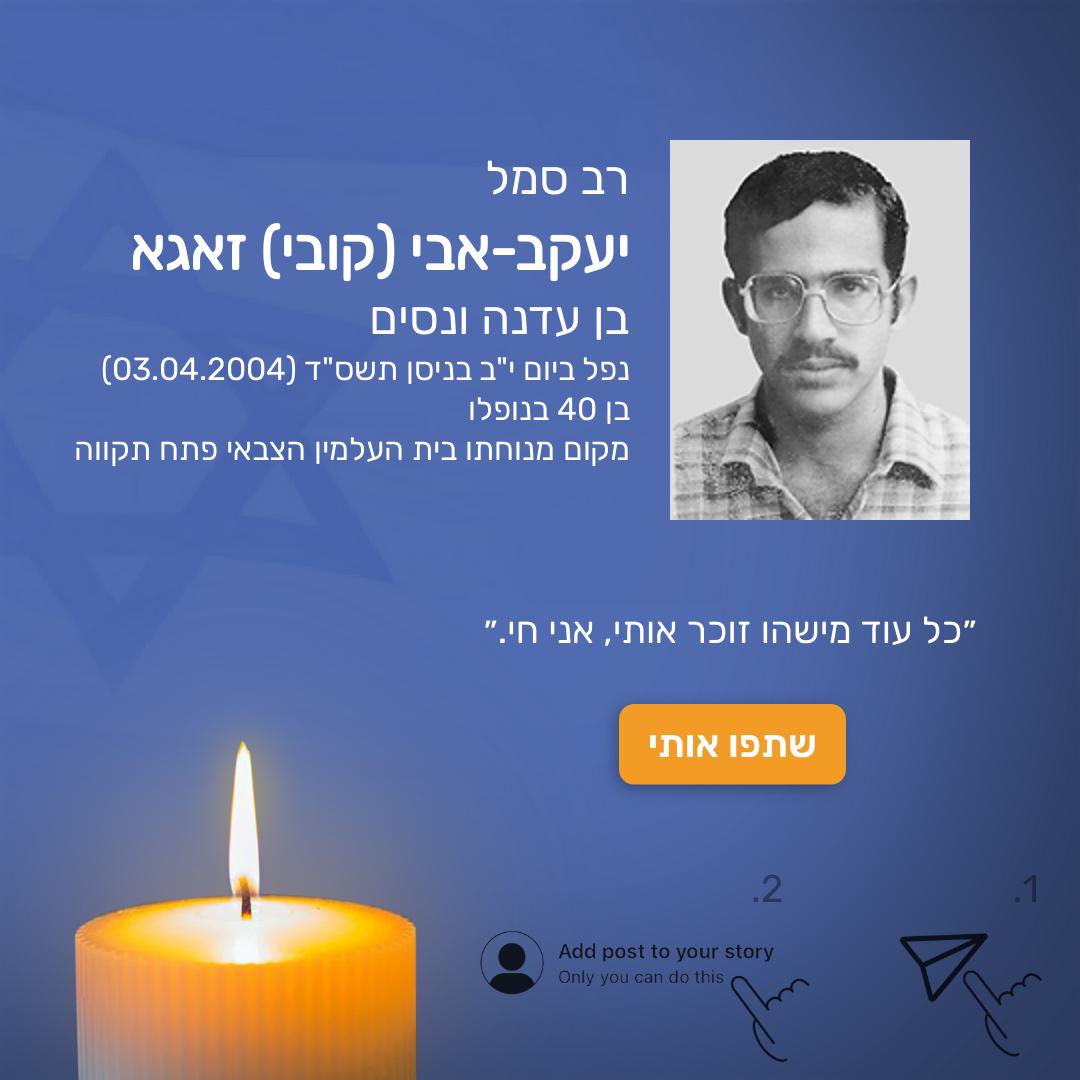 רב סמל
יעקב-אבי (קובי) זאגא
בן עדנה ונסים
נפל ביום י"ב בניסן תשס"ד (03.04.2004)
בן 40 בנופלו
מקום מנוחתו בית העלמין הצבאי פתח תקווה
״כל עוד מישהו זוכר אותי, אני חי.״
שתפו אותי
1.
2.
Add post to your story
Only you can do this